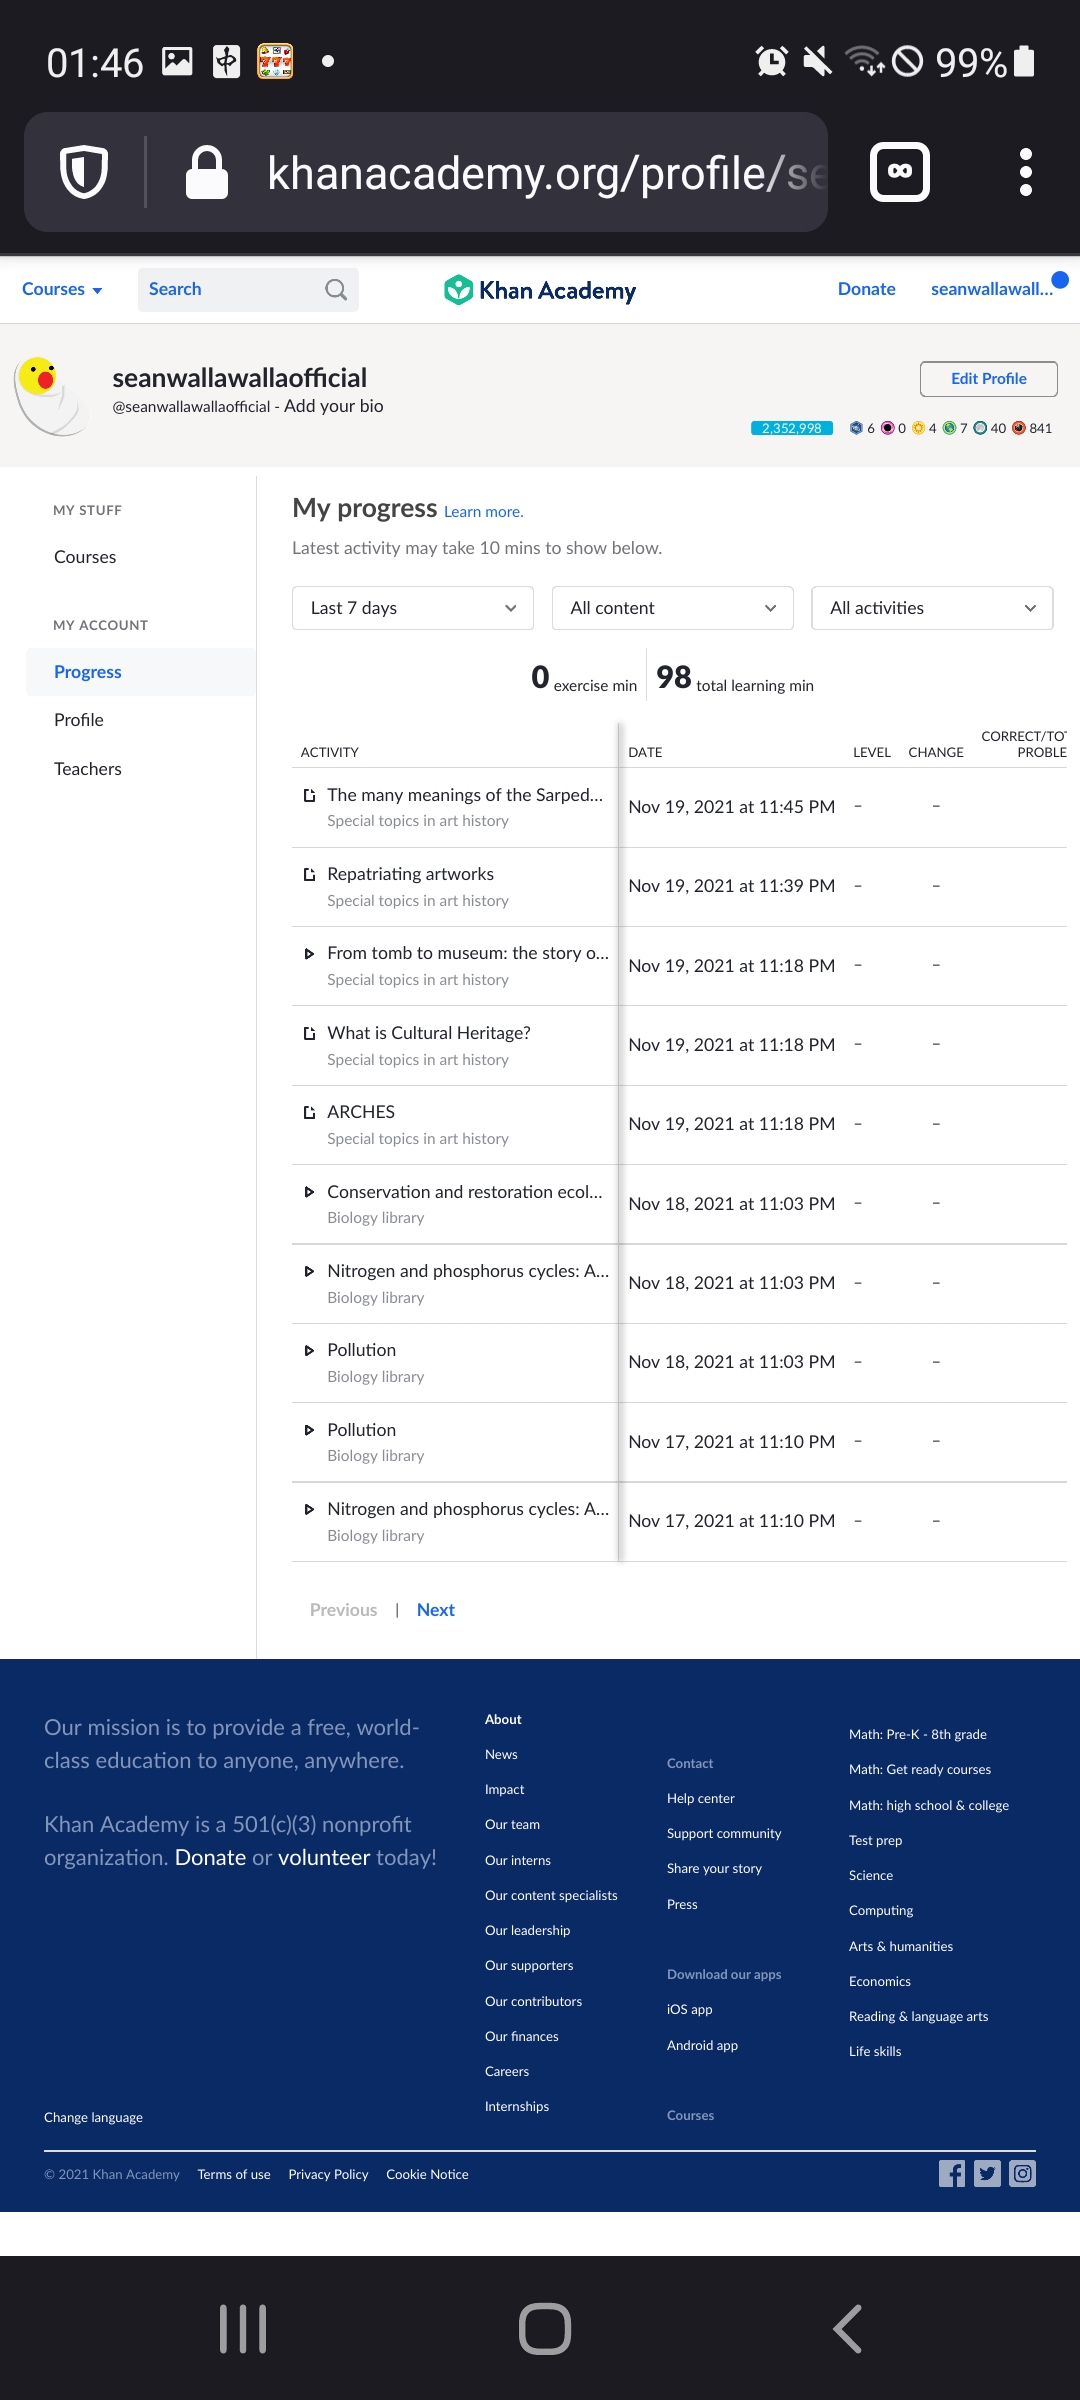 01:46
99%
khanacademy.org/profile/se
Courses
Search
Khan Academy
Donate
seanwallawall...
seanwallawallaofficial
@seanwallawallaofficial - Add your bio
Edit Profile
2,352,998 6 0 4 7 40 841
MY STUFF
Courses
MY ACCOUNT
Progress
Profile
Teachers
My progress Learn more.
Latest activity may take 10 mins to show below.
Last 7 days
All content
All activities
0 exercise min
98 total learning min
ACTIVITY DATE LEVEL CHANGE CORRECT/TOT
PROBLE
The many meanings of the Sarped... Nov 19, 2021 at 11:45 PM – –
Special topics in art history
Repatriating artworks Nov 19, 2021 at 11:39 PM – –
Special topics in art history
From tomb to museum: the story o... Nov 19, 2021 at 11:18 PM – –
Special topics in art history
What is Cultural Heritage? Nov 19, 2021 at 11:18 PM – –
Special topics in art history
ARCHES Nov 19, 2021 at 11:18 PM – –
Special topics in art history
Conservation and restoration ecol... Nov 18, 2021 at 11:03 PM – –
Biology library
Nitrogen and phosphorus cycles: A... Nov 18, 2021 at 11:03 PM – –
Biology library
Pollution Nov 18, 2021 at 11:03 PM – –
Biology library
Pollution Nov 17, 2021 at 11:10 PM – –
Biology library
Nitrogen and phosphorus cycles: A... Nov 17, 2021 at 11:10 PM – –
Biology library
Previous | Next
Our mission is to provide a free, world-
class education to anyone, anywhere.
Khan Academy is a 501(c)(3) nonprofit
organization. Donate or volunteer today!
Change language
About
News
Impact
Our team
Our interns
Our content specialists
Our leadership
Our supporters
Our contributors
Our finances
Careers
Internships
Contact
Help center
Support community
Share your story
Press
Download our apps
iOS app
Android app
Courses
Math: Pre-K - 8th grade
Math: Get ready courses
Math: high school & college
Test prep
Science
Computing
Arts & humanities
Economics
Reading & language arts
Life skills
© 2021 Khan Academy Terms of use Privacy Policy Cookie Notice